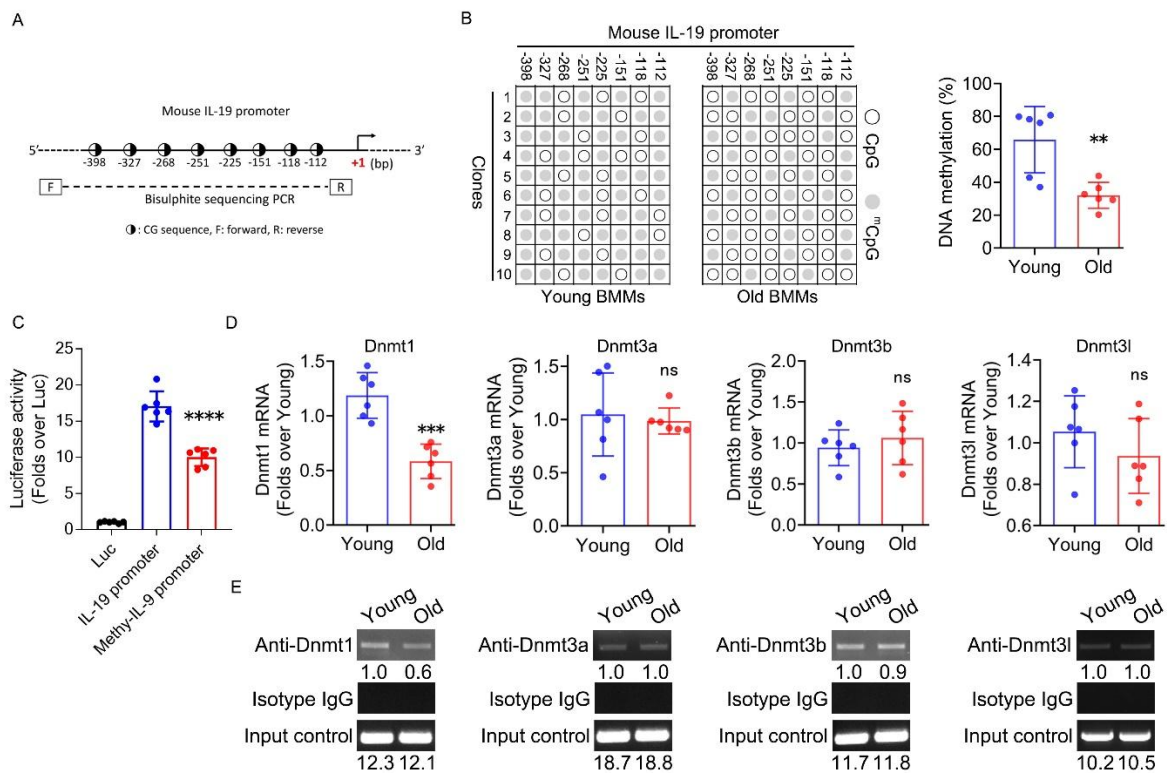 A
Mouse IL-19 promoter
5′
3′
-398 -327 -268 -251 -225 -151 -118 -112 +1 (bp)
F R
Bisulphite sequencing PCR
: CG sequence, F: forward, R: reverse
B
Mouse IL-19 promoter
-398 -327 -268 -251 -225 -151 -118 -112 -398 -327 -268 -251 -225 -151 -118 -112
Clones
1
2
3
4
5
6
7
8
9
10
CpG
mCpG
Young BMMs Old BMMs
DNA methylation (%)
100
80
60
40
20
0
**
Young Old
C
Luciferase activity
(Folds over Luc)
25
20
15
10
5
0
****
Luc
IL-19 promoter
Methy-IL-9 promoter
D
Dnmt1
Dnmt1 mRNA
(Folds over Young)
1.5
1.0
0.5
0.0
***
Young Old
Dnmt3a
Dnmt3a mRNA
(Folds over Young)
1.5
1.0
0.5
0.0
ns
Young Old
Dnmt3b
Dnmt3b mRNA
(Folds over Young)
2.0
1.5
1.0
0.5
0.0
ns
Young Old
Dnmt3l
Dnmt3l mRNA
(Folds over Young)
1.4
1.2
1.0
0.8
0.6
ns
Young Old
E
Young Old
Anti-Dnmt1
1.0 0.6
Isotype IgG
Input control
12.3 12.1
Young Old
Anti-Dnmt3a
1.0 1.0
Isotype IgG
Input control
18.7 18.8
Young Old
Anti-Dnmt3b
1.0 0.9
Isotype IgG
Input control
11.7 11.8
Young Old
Anti-Dnmt3l
1.0 1.0
Isotype IgG
Input control
10.2 10.5